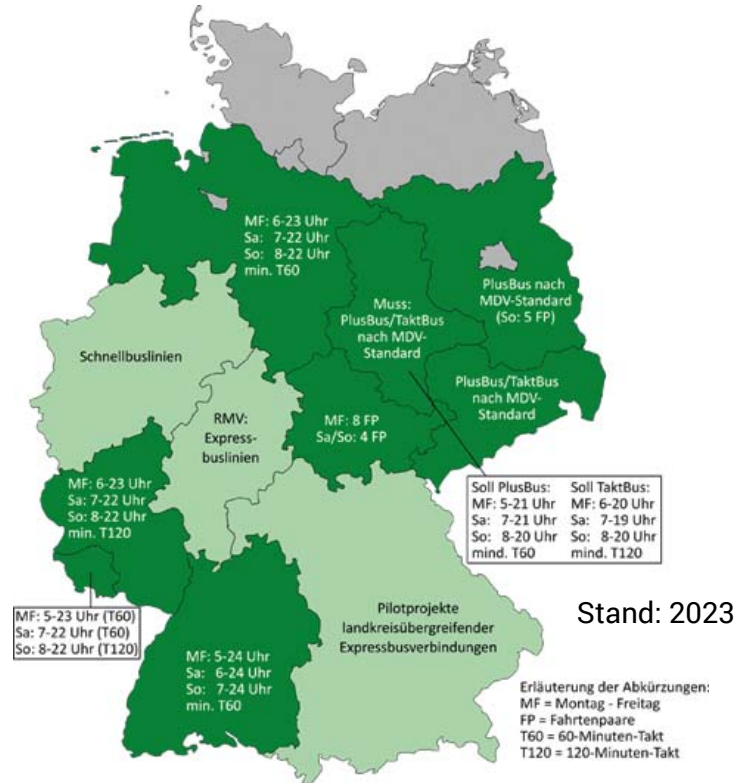 MF: 6-23 Uhr
Sa: 7-22 Uhr
So: 8-22 Uhr
min. T60
PlusBus nach
MDV-Standard
(So: 5 FP)
Muss:
PlusBus/TaktBus
nach MDV-
Standard
Schnellbuslinien
PlusBus/TaktBus
nach MDV-
Standard
RMV:
Express-
buslinien
MF: 8 FP
Sa/So: 4 FP
MF: 6-23 Uhr
Sa: 7-22 Uhr
So: 8-22 Uhr
min. T120
Soll PlusBus:
MF: 5-21 Uhr
Sa: 7-21 Uhr
So: 8-20 Uhr
mind. T60
Soll TaktBus:
MF: 6-20 Uhr
Sa: 7-19 Uhr
So: 8-20 Uhr
mind. T120
MF: 5-23 Uhr (T60)
Sa: 7-22 Uhr (T60)
So: 8-22 Uhr (T120)
Pilotprojekte
landkreisübergreifender
Expressbusverbindungen
Stand: 2023
MF: 5-24 Uhr
Sa: 6-24 Uhr
So: 7-24 Uhr
min. T60
Erläuterung der Abkürzungen:
MF = Montag - Freitag
FP = Fahrtenpaare
T60 = 60-Minuten-Takt
T120 = 120-Minuten-Takt